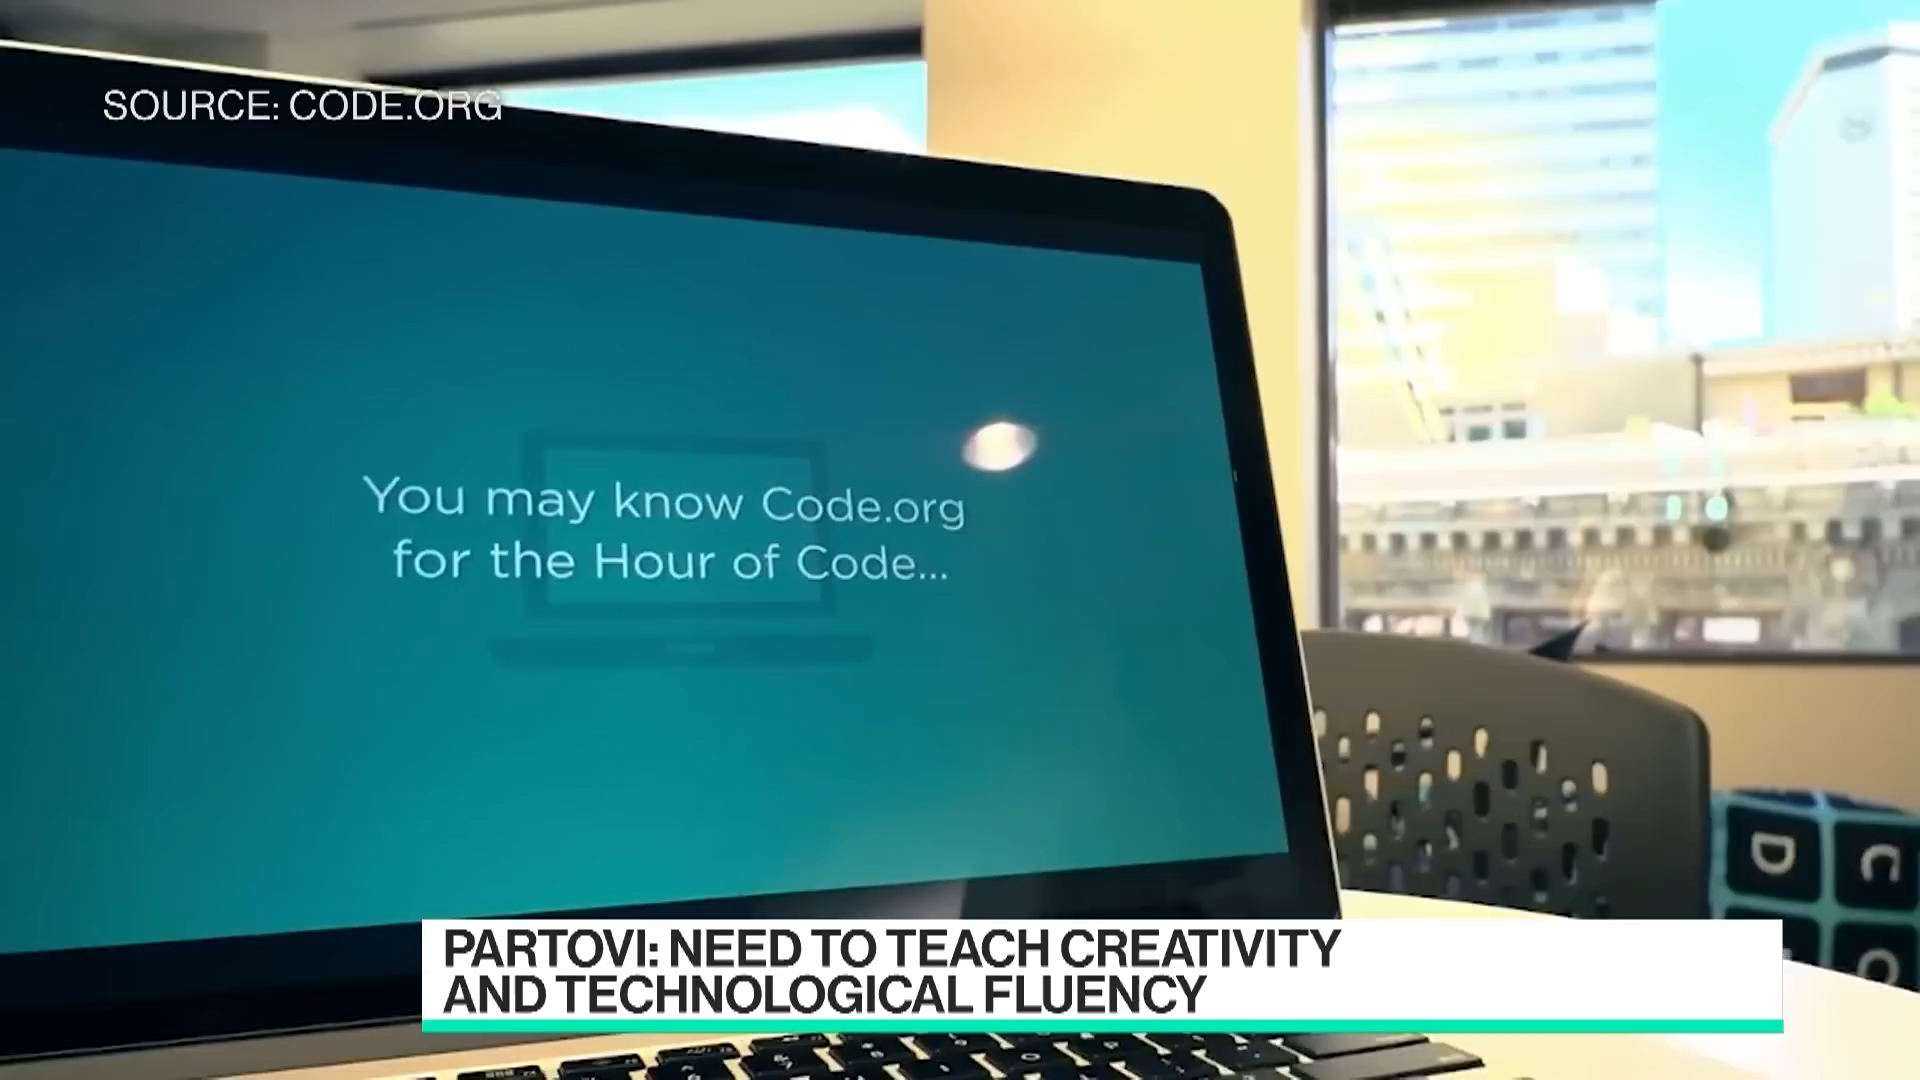 SOURCE: CODE.ORG
You may know Code.org
for the Hour of Code...
D C
O
PARTOVI: NEED TO TEACH CREATIVITY
AND TECHNOLOGICAL FLUENCY